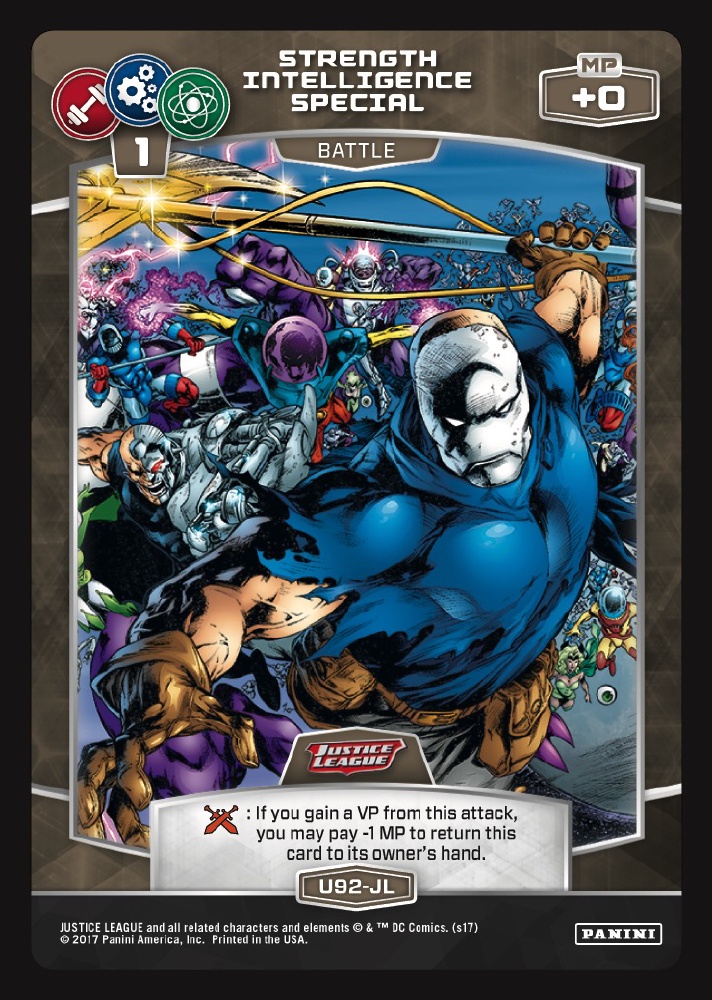 STRENGTH
INTELLIGENCE
SPECIAL
MP
+0
1
BATTLE
JUSTICE
LEAGUE
: If you gain a VP from this attack,
you may pay -1 MP to return this
card to its owner's hand.
U92-JL
JUSTICE LEAGUE and all related characters and elements © & ™ DC Comics. (s17)
© 2017 Panini America, Inc. Printed in the USA.
PANINI